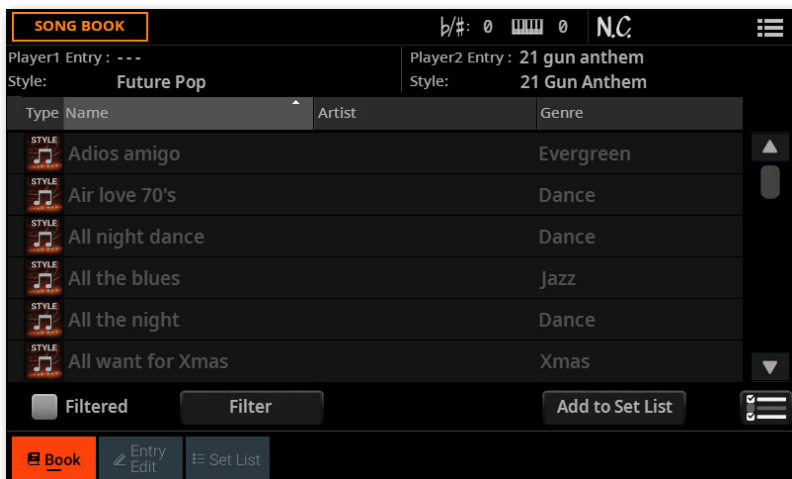 SONG BOOK
♭/#: 0 0 N.C.
Player1 Entry : - - - Player2 Entry : 21 gun anthem
Style: Future Pop Style: 21 Gun Anthem
Type Name Artist Genre
STYLE Adios amigo Evergreen
STYLE Air love 70's Dance
STYLE All night dance Dance
STYLE All the blues Jazz
STYLE All the night Dance
STYLE All want for Xmas Xmas
Filtered Filter Add to Set List
Book Entry Edit Set List